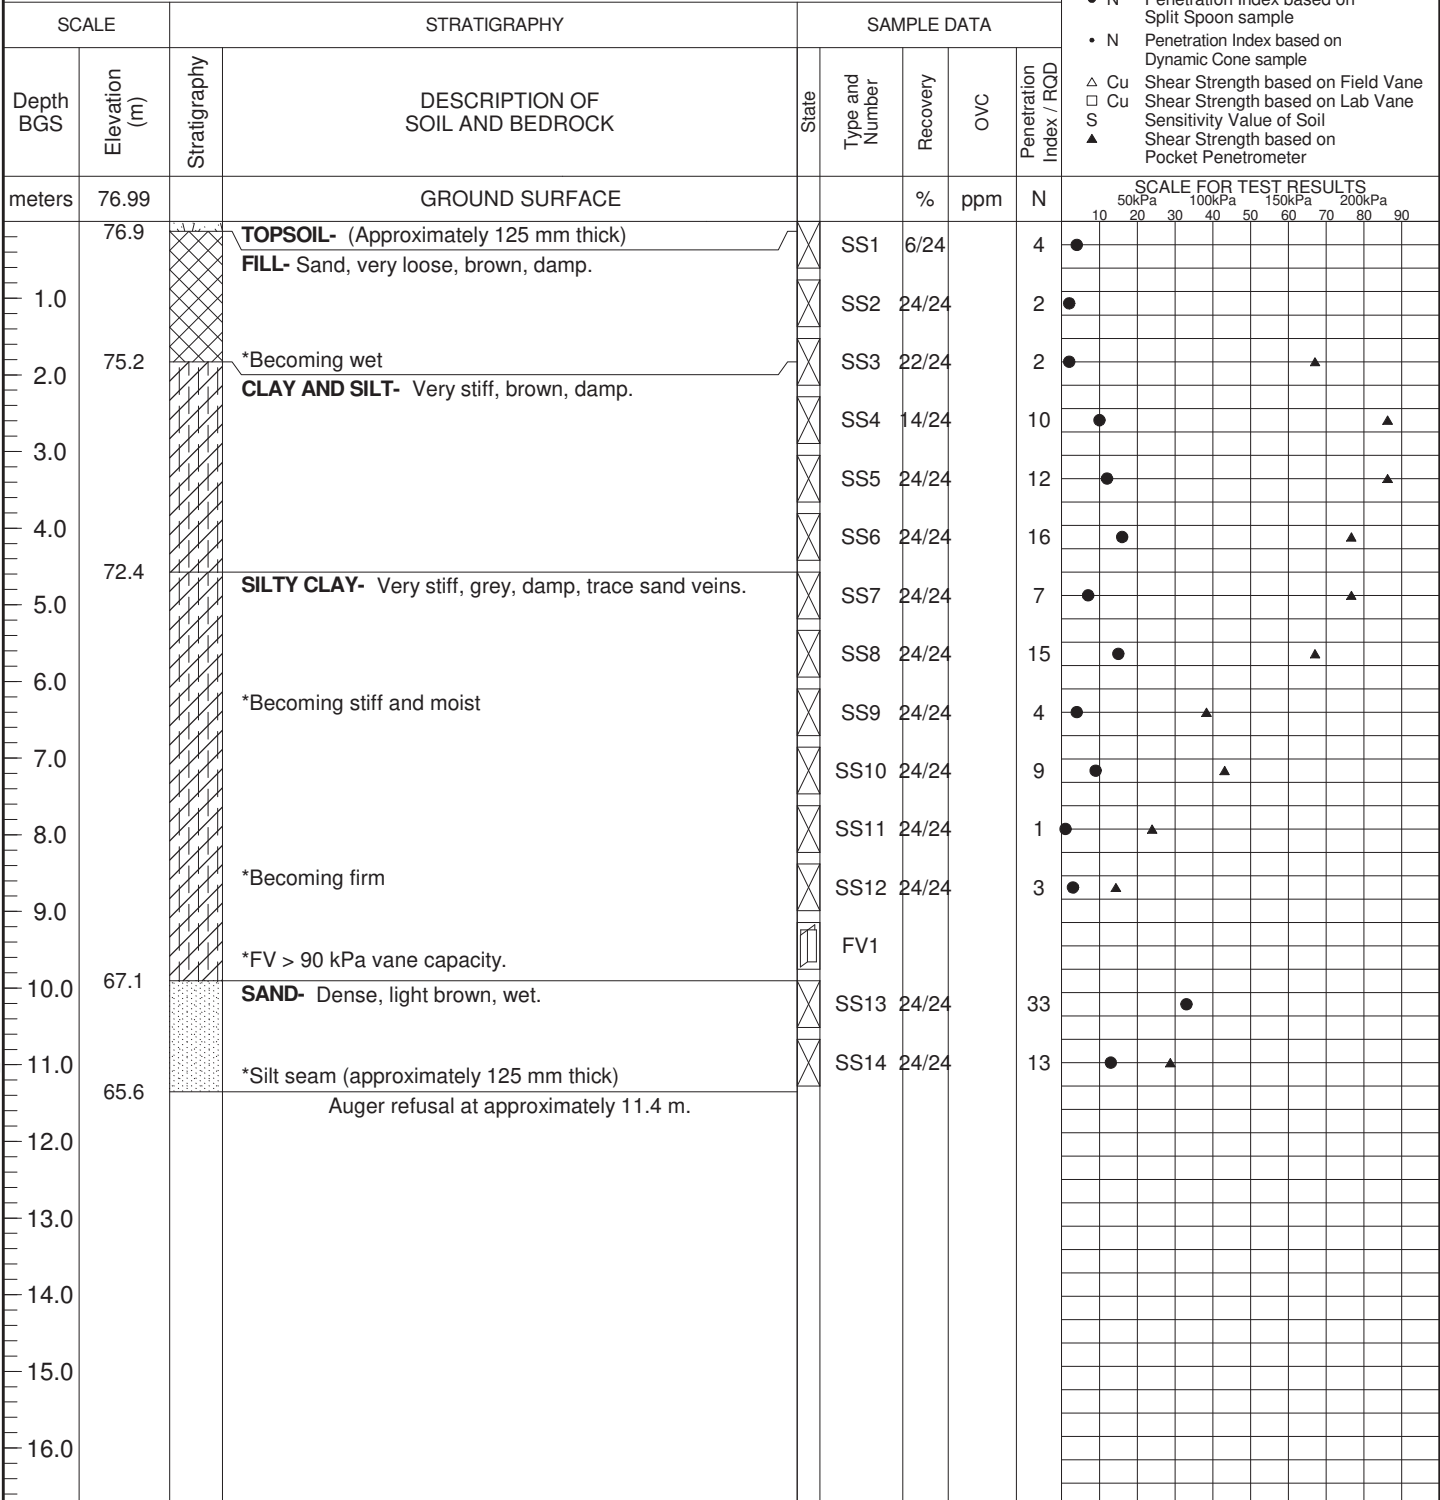 ● N Penetration Index based on
Split Spoon sample
• N Penetration Index based on
Dynamic Cone sample
△ Cu Shear Strength based on Field Vane
□ Cu Shear Strength based on Lab Vane
S Sensitivity Value of Soil
▲ Shear Strength based on
Pocket Penetrometer
SCALE STRATIGRAPHY SAMPLE DATA
Depth
BGS
Elevation
(m)
Stratigraphy
DESCRIPTION OF
SOIL AND BEDROCK
State
Type and
Number
Recovery
OVC
Penetration
Index / RQD
meters 76.99 GROUND SURFACE % ppm N
SCALE FOR TEST RESULTS
50kPa 100kPa 150kPa 200kPa
10 20 30 40 50 60 70 80 90
76.9 TOPSOIL- (Approximately 125 mm thick)
SS1 6/24 4
FILL- Sand, very loose, brown, damp.
1.0 SS2 24/24 2
75.2 *Becoming wet SS3 22/24 2
2.0
CLAY AND SILT- Very stiff, brown, damp.
SS4 14/24 10
3.0
SS5 24/24 12
4.0 SS6 24/24 16
72.4
SILTY CLAY- Very stiff, grey, damp, trace sand veins.
5.0 SS7 24/24 7
SS8 24/24 15
6.0
*Becoming stiff and moist
SS9 24/24 4
7.0
SS10 24/24 9
8.0 SS11 24/24 1
*Becoming firm
SS12 24/24 3
9.0
FV1
*FV > 90 kPa vane capacity.
67.1
10.0
SAND- Dense, light brown, wet.
SS13 24/24 33
11.0 SS14 24/24 13
*Silt seam (approximately 125 mm thick)
65.6
Auger refusal at approximately 11.4 m.
12.0
13.0
14.0
15.0
16.0